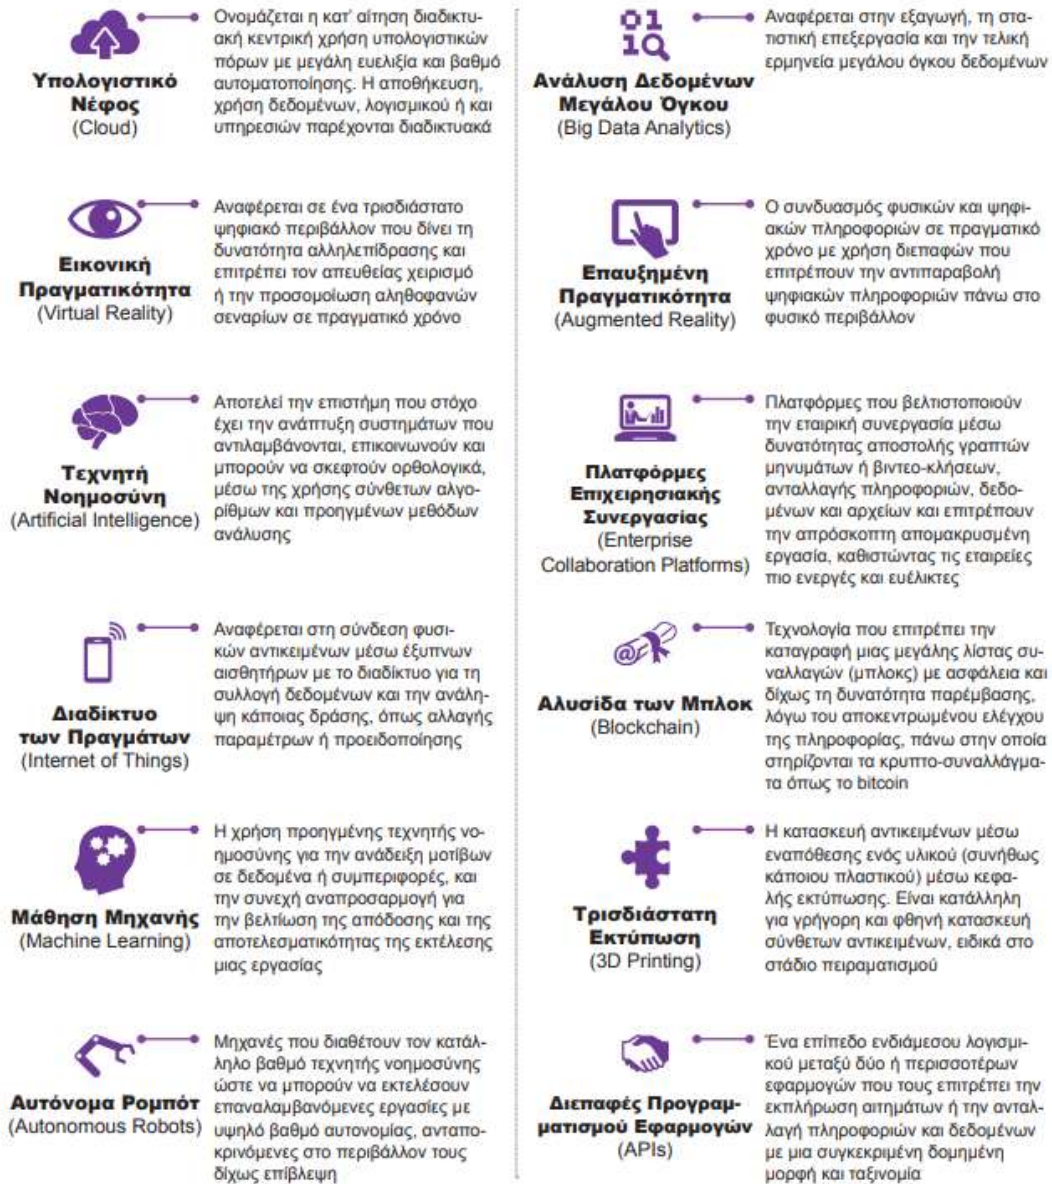 Υπολογιστικό
Νέφος
(Cloud)
Ονομάζεται η κατ' αίτηση διαδικτυ-
ακή κεντρική χρήση υπολογιστικών
πόρων με μεγάλη ευελιξία και βαθμό
αυτοματοποίησης. Η αποθήκευση,
χρήση δεδομένων, λογισμικού ή και
υπηρεσιών παρέχονται διαδικτυακά
Εικονική
Πραγματικότητα
(Virtual Reality)
Αναφέρεται σε ένα τρισδιάστατο
ψηφιακό περιβάλλον που δίνει τη
δυνατότητα αλληλεπίδρασης και
επιτρέπει τον απευθείας χειρισμό
ή την προσομοίωση αληθοφανών
σεναρίων σε πραγματικό χρόνο
Τεχνητή
Νοημοσύνη
(Artificial Intelligence)
Αποτελεί την επιστήμη που στόχο
έχει την ανάπτυξη συστημάτων που
αντιλαμβάνονται, επικοινωνούν και
μπορούν να σκεφτούν ορθολογικά,
μέσω της χρήσης σύνθετων αλγο-
ρίθμων και προηγμένων μεθόδων
ανάλυσης
Διαδίκτυο
των Πραγμάτων
(Internet of Things)
Αναφέρεται στη σύνδεση φυσι-
κών αντικειμένων μέσω έξυπνων
αισθητήρων με το διαδίκτυο για τη
συλλογή δεδομένων και την ανάλη-
ψη κάποιας δράσης, όπως αλλαγής
παραμέτρων ή προειδοποίησης
Μάθηση Μηχανής
(Machine Learning)
Η χρήση προηγμένης τεχνητής νο-
ημοσύνης για την ανάδειξη μοτίβων
σε δεδομένα ή συμπεριφορές, και
την συνεχή αναπροσαρμογή για
την βελτίωση της απόδοσης και της
αποτελεσματικότητας της εκτέλεσης
μιας εργασίας
Αυτόνομα Ρομπότ
(Autonomous Robots)
Μηχανές που διαθέτουν τον κατάλ-
ληλο βαθμό τεχνητής νοημοσύνης
ώστε να μπορούν να εκτελέσουν
επαναλαμβανόμενες εργασίες με
υψηλό βαθμό αυτονομίας, ανταπο-
κρινόμενες στο περιβάλλον τους
δίχως επίβλεψη
01
10
Ανάλυση Δεδομένων
Μεγάλου Όγκου
(Big Data Analytics)
Αναφέρεται στην εξαγωγή, τη στα-
τιστική επεξεργασία και την τελική
ερμηνεία μεγάλου όγκου δεδομένων
Επαυξημένη
Πραγματικότητα
(Augmented Reality)
Ο συνδυασμός φυσικών και ψηφι-
ακών πληροφοριών σε πραγματικό
χρόνο με χρήση διεπαφών που
επιτρέπουν την αντιπαραβολή
ψηφιακών πληροφοριών πάνω στο
φυσικό περιβάλλον
Πλατφόρμες
Επιχειρησιακής
Συνεργασίας
(Enterprise
Collaboration Platforms)
Πλατφόρμες που βελτιστοποιούν
την εταιρική συνεργασία μέσω
δυνατότητας αποστολής γραπτών
μηνυμάτων ή βιντεο-κλήσεων,
ανταλλαγής πληροφοριών, δεδο-
μένων και αρχείων και επιτρέπουν
την απρόσκοπτη απομακρυσμένη
εργασία, καθιστώντας τις εταιρείες
πιο ενεργές και ευέλικτες
@
Αλυσίδα των Μπλοκ
(Blockchain)
Τεχνολογία που επιτρέπει την
καταγραφή μιας μεγάλης λίστας συ-
ναλλαγών (μπλοκς) με ασφάλεια και
δίχως τη δυνατότητα παρέμβασης,
λόγω του αποκεντρωμένου ελέγχου
της πληροφορίας, πάνω στην οποία
στηρίζονται τα κρυπτο-συναλλάγμα-
τα όπως το bitcoin
Τρισδιάστατη
Εκτύπωση
(3D Printing)
Η κατασκευή αντικειμένων μέσω
εναπόθεσης ενός υλικού (συνήθως
κάποιου πλαστικού) μέσω κεφα-
λής εκτύπωσης. Είναι κατάλληλη
για γρήγορη και φθηνή κατασκευή
σύνθετων αντικειμένων, ειδικά στο
στάδιο πειραματισμού
Διεπαφές Προγραμ-
ματισμού Εφαρμογών
(APIs)
Ένα επίπεδο ενδιάμεσου λογισμι-
κού μεταξύ δύο ή περισσοτέρων
εφαρμογών που τους επιτρέπει την
εκπλήρωση αιτημάτων ή την ανταλ-
λαγή πληροφοριών και δεδομένων
με μια συγκεκριμένη δομημένη
μορφή και ταξινομία